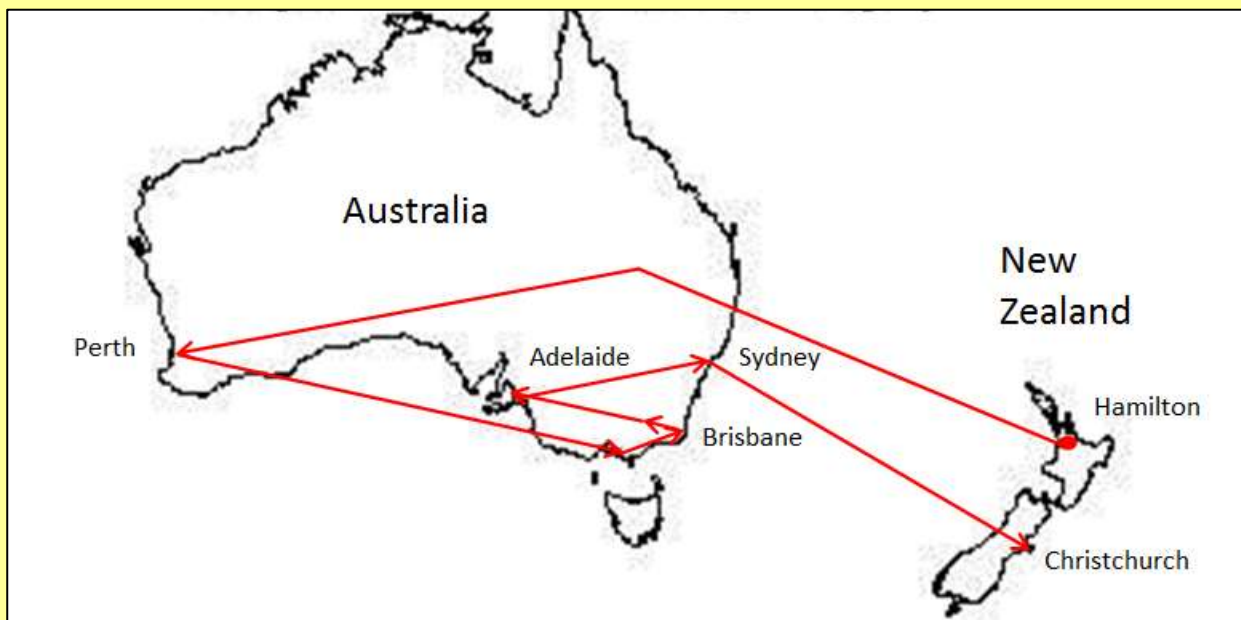 Australia
New
Zealand
Perth
Adelaide
Sydney
Hamilton
Brisbane
Christchurch